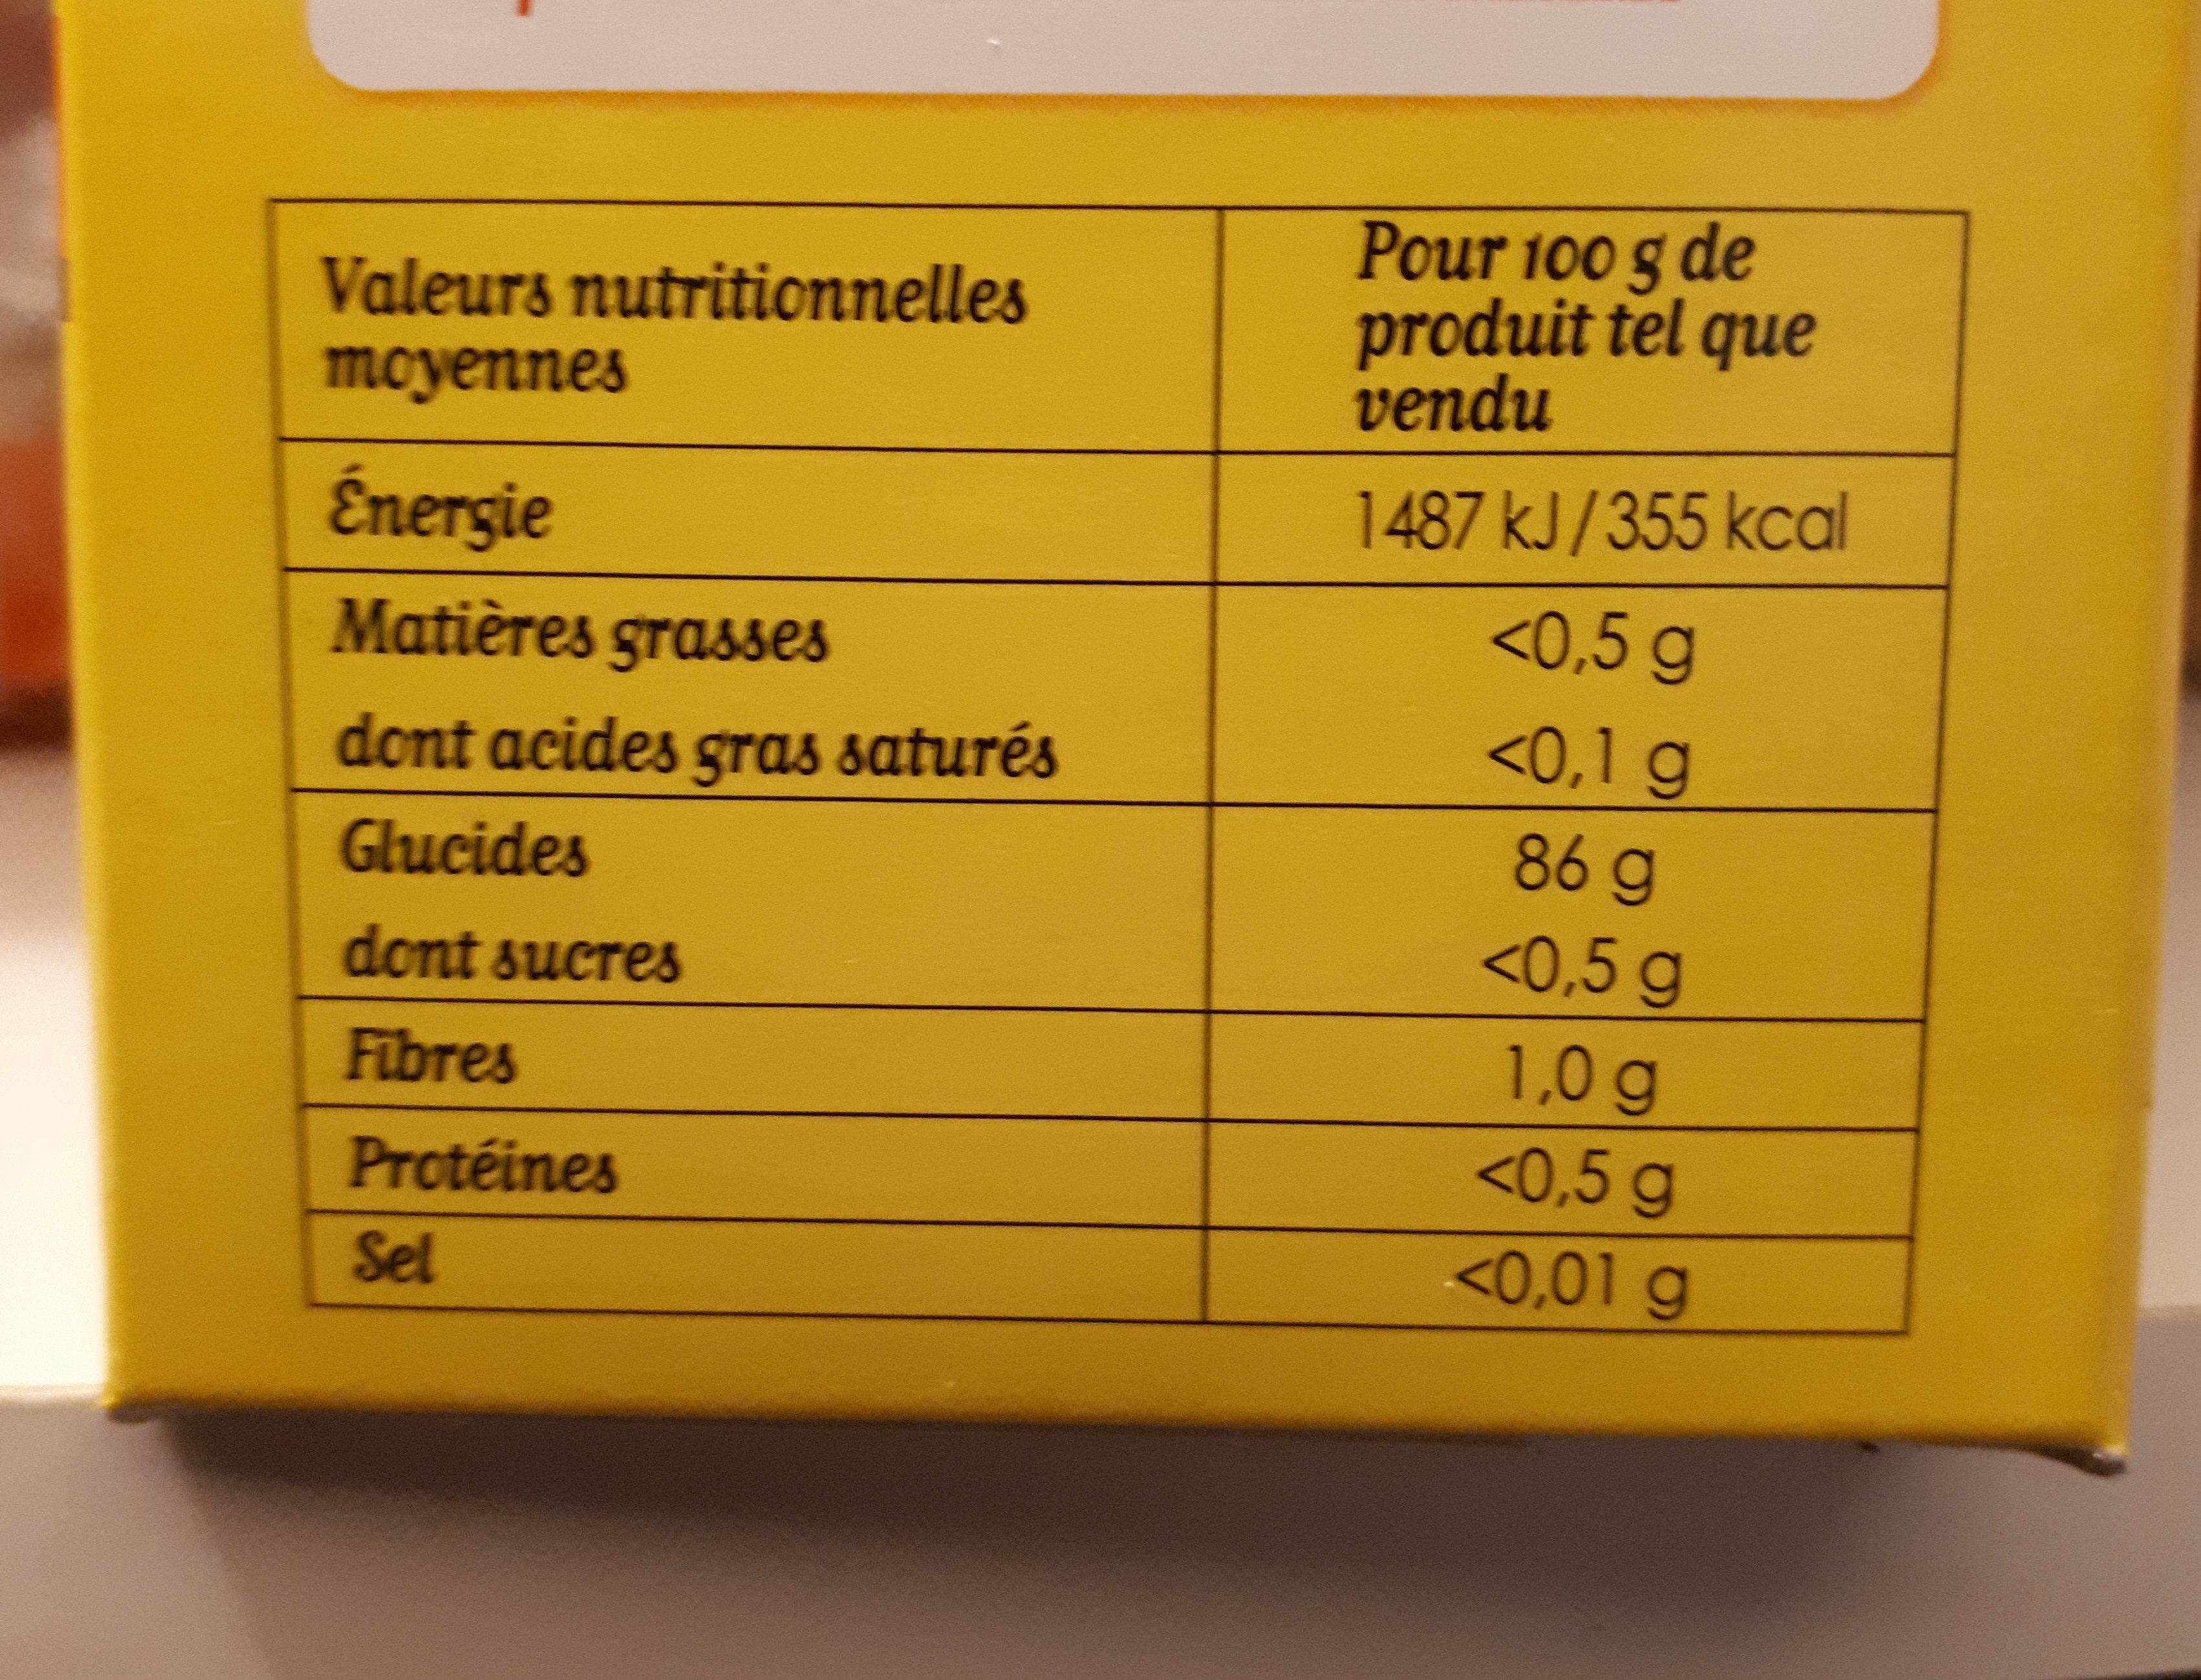 Valeurs nutritionnelles
moyennes
Pour 100 g de
produit tel que
vendu
Énergie
1487 kJ/355 kcal
Matières grasses
<0,5 g
dont acides gras saturés
<0,1 g
Glucides
86 g
dont sucres
<0,5 g
Fibres
1,0 g
Protéines
<0,5 g
Sel
<0,01 g